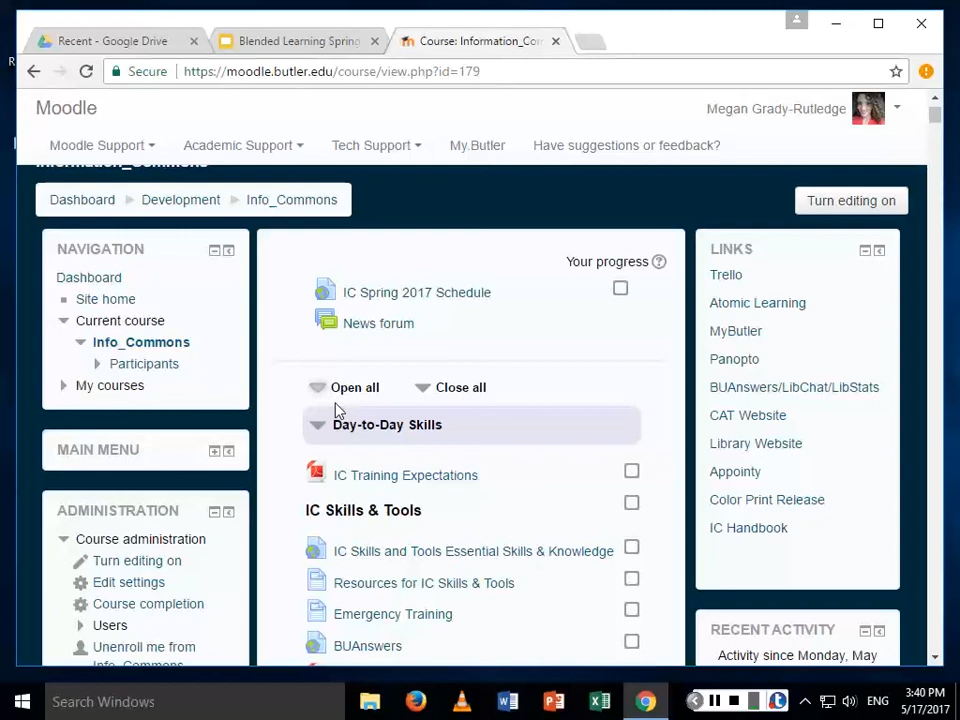 Recent - Google Drive
Blended Learning Spring
Course: Information_Com
Secure
https://moodle.butler.edu/course/view.php?id=179
Moodle
Megan Grady-Rutledge
Moodle Support
Academic Support
Tech Support
My.Butler
Have suggestions or feedback?
Information_Commons
Dashboard
Development
Info_Commons
Turn editing on
NAVIGATION
Dashboard
Site home
Current course
Info_Commons
Participants
My courses
MAIN MENU
ADMINISTRATION
Course administration
Turn editing on
Edit settings
Course completion
Users
Unenroll me from
Info_Commons
Your progress
IC Spring 2017 Schedule
News forum
Open all
Close all
Day-to-Day Skills
IC Training Expectations
IC Skills & Tools
IC Skills and Tools Essential Skills & Knowledge
Resources for IC Skills & Tools
Emergency Training
BUAnswers
LINKS
Trello
Atomic Learning
MyButler
Panopto
BUAnswers/LibChat/LibStats
CAT Website
Library Website
Appointy
Color Print Release
IC Handbook
RECENT ACTIVITY
Activity since Monday, May
Search Windows
ENG
3:40 PM
5/17/2017